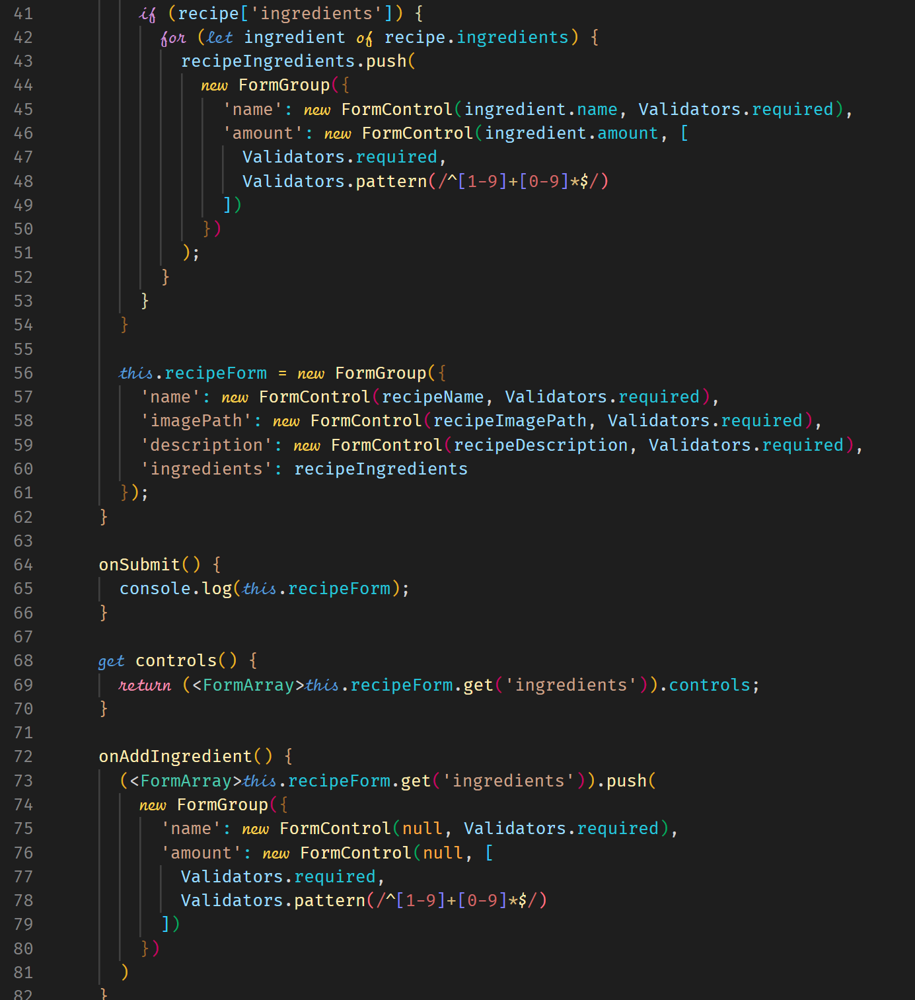 41 if (recipe['ingredients']) {
42 for (let ingredient of recipe.ingredients) {
43 recipeIngredients.push(
44 new FormGroup({
45 'name': new FormControl(ingredient.name, Validators.required),
46 'amount': new FormControl(ingredient.amount, [
47 Validators.required,
48 Validators.pattern(/^[1-9]+[0-9]*$/)
49 ])
50 })
51 );
52 }
53 }
54 }
55
56 this.recipeForm = new FormGroup({
57 'name': new FormControl(recipeName, Validators.required),
58 'imagePath': new FormControl(recipeImagePath, Validators.required),
59 'description': new FormControl(recipeDescription, Validators.required),
60 'ingredients': recipeIngredients
61 });
62 }
63
64 onSubmit() {
65 console.log(this.recipeForm);
66 }
67
68 get controls() {
69 return (<FormArray>this.recipeForm.get('ingredients')).controls;
70 }
71
72 onAddIngredient() {
73 (<FormArray>this.recipeForm.get('ingredients')).push(
74 new FormGroup({
75 'name': new FormControl(null, Validators.required),
76 'amount': new FormControl(null, [
77 Validators.required,
78 Validators.pattern(/^[1-9]+[0-9]*$/)
79 ])
80 })
81 )
82 }